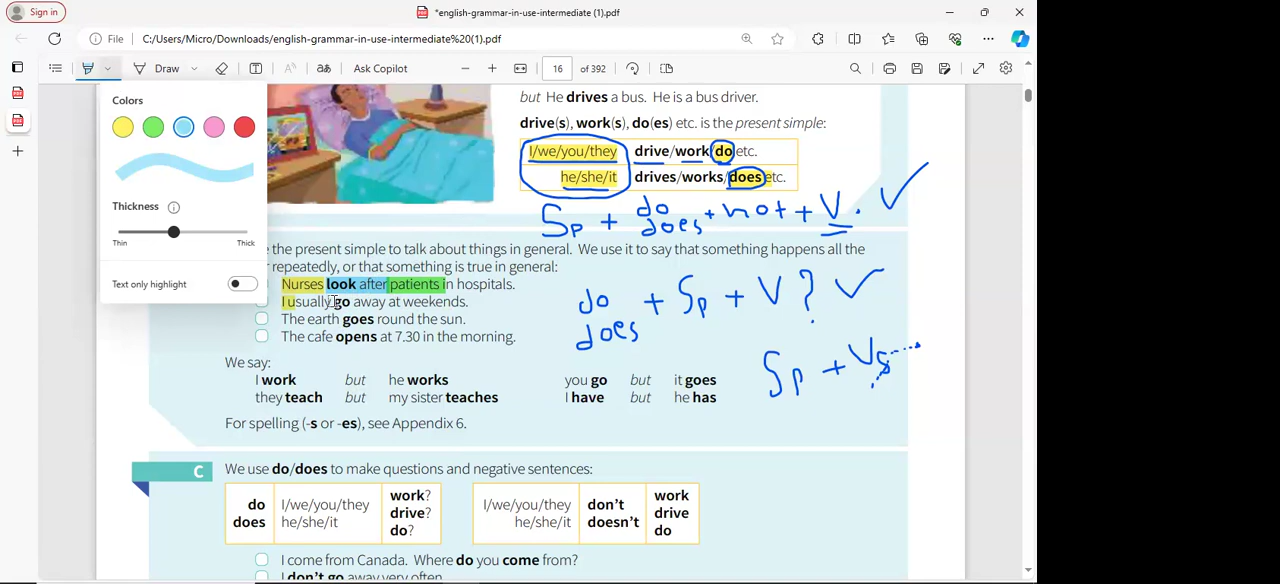 Sign in
*english-grammar-in-use-intermediate (1).pdf
File
C:/Users/Micro/Downloads/english-grammar-in-use-intermediate%20(1).pdf
Draw
Ask Copilot
16 of 392
Colors
Thickness
Thin Thick
Text only highlight
but He drives a bus. He is a bus driver.
drive(s), work(s), do(es) etc. is the present simple:
I/we/you/they drive/work do etc.
he/she/it drives/works/does etc.
Sp + do does + not + V.
the present simple to talk about things in general. We use it to say that something happens all the
repeatedly, or that something is true in general:
Nurses look after patients in hospitals.
I usually go away at weekends.
The earth goes round the sun.
The cafe opens at 7.30 in the morning.
do does + Sp + V ?
Sp + Vs
We say:
I work but he works you go but it goes
they teach but my sister teaches I have but he has
For spelling (-s or -es), see Appendix 6.
C We use do/does to make questions and negative sentences:
do I/we/you/they work? I/we/you/they don't work
does he/she/it drive? he/she/it doesn't drive
do? do
I come from Canada. Where do you come from?
I don't go away very often.